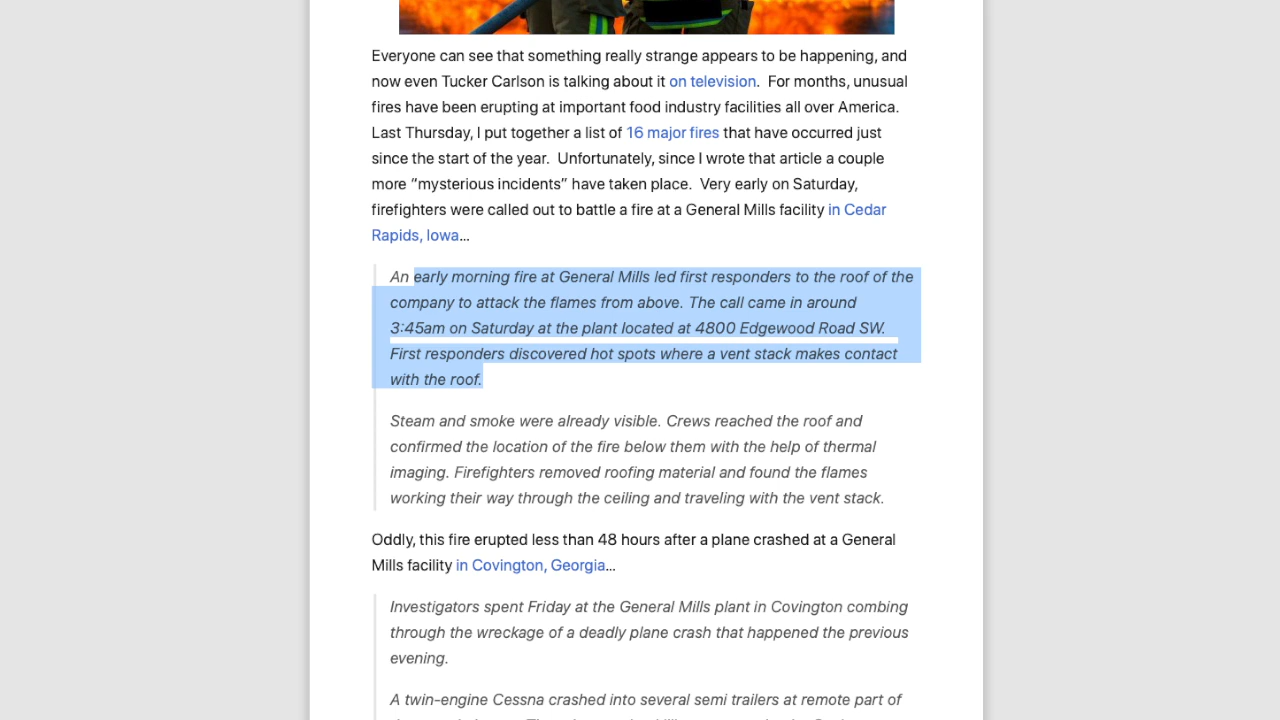 Everyone can see that something really strange appears to be happening, and
now even Tucker Carlson is talking about it on television.  For months, unusual
fires have been erupting at important food industry facilities all over America.
Last Thursday, I put together a list of 16 major fires that have occurred just
since the start of the year.  Unfortunately, since I wrote that article a couple
more “mysterious incidents” have taken place.  Very early on Saturday,
firefighters were called out to battle a fire at a General Mills facility in Cedar
Rapids, Iowa…
An early morning fire at General Mills led first responders to the roof of the
company to attack the flames from above. The call came in around
3:45am on Saturday at the plant located at 4800 Edgewood Road SW.
First responders discovered hot spots where a vent stack makes contact
with the roof.
Steam and smoke were already visible. Crews reached the roof and
confirmed the location of the fire below them with the help of thermal
imaging. Firefighters removed roofing material and found the flames
working their way through the ceiling and traveling with the vent stack.
Oddly, this fire erupted less than 48 hours after a plane crashed at a General
Mills facility in Covington, Georgia…
Investigators spent Friday at the General Mills plant in Covington combing
through the wreckage of a deadly plane crash that happened the previous
evening.
A twin-engine Cessna crashed into several semi trailers at remote part of